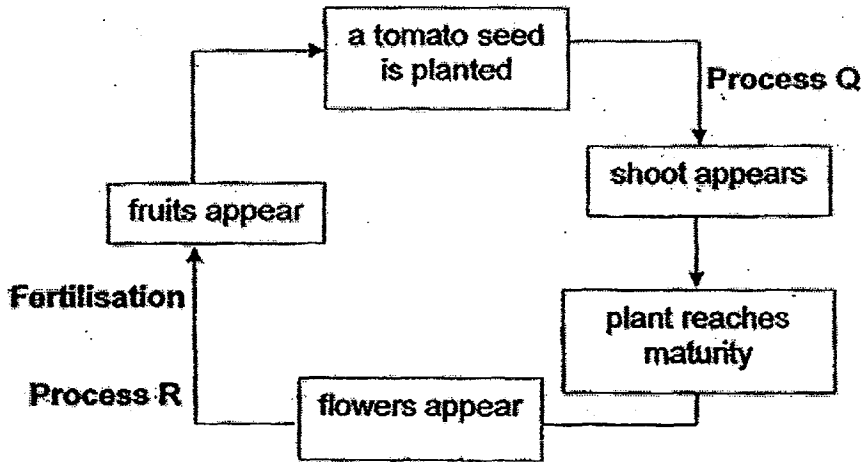 a tomato seed
is planted
Process Q
shoot appears
plant reaches
maturity
flowers appear
Process R
Fertilisation
fruits appear